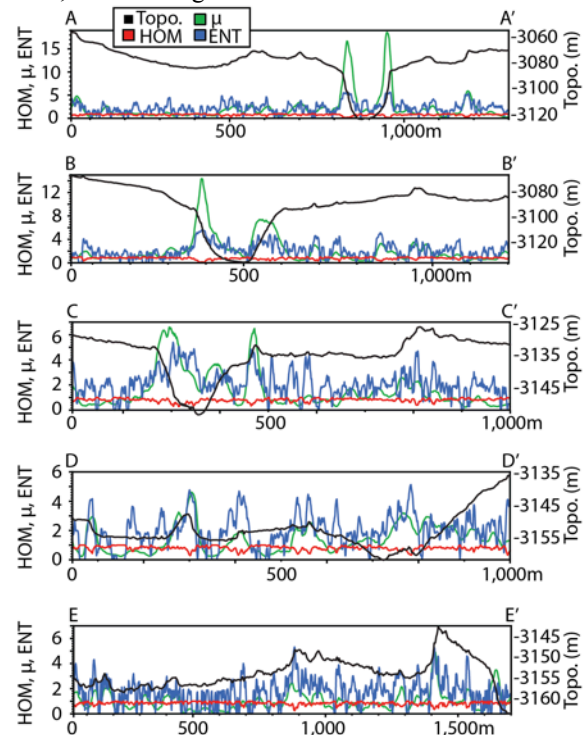 A A′
Topo. μ
HOM ENT
HOM, μ, ENT
15
10
5
0
-3060
-3080
-3100
-3120
Topo. (m)
0 500 1,000m
B B′
HOM, μ, ENT
12
8
4
0
-3080
-3100
-3120
Topo. (m)
0 500 1,000m
C C′
HOM, μ, ENT
6
4
2
0
-3125
-3135
-3145
Topo. (m)
0 500 1,000m
D D′
HOM, μ, ENT
6
4
2
0
-3135
-3145
-3155
Topo. (m)
500 1,000m
E E′
HOM, μ, ENT
6
4
2
0
-3145
-3150
-3155
-3160
Topo. (m)
0 500 1,000 1,500m